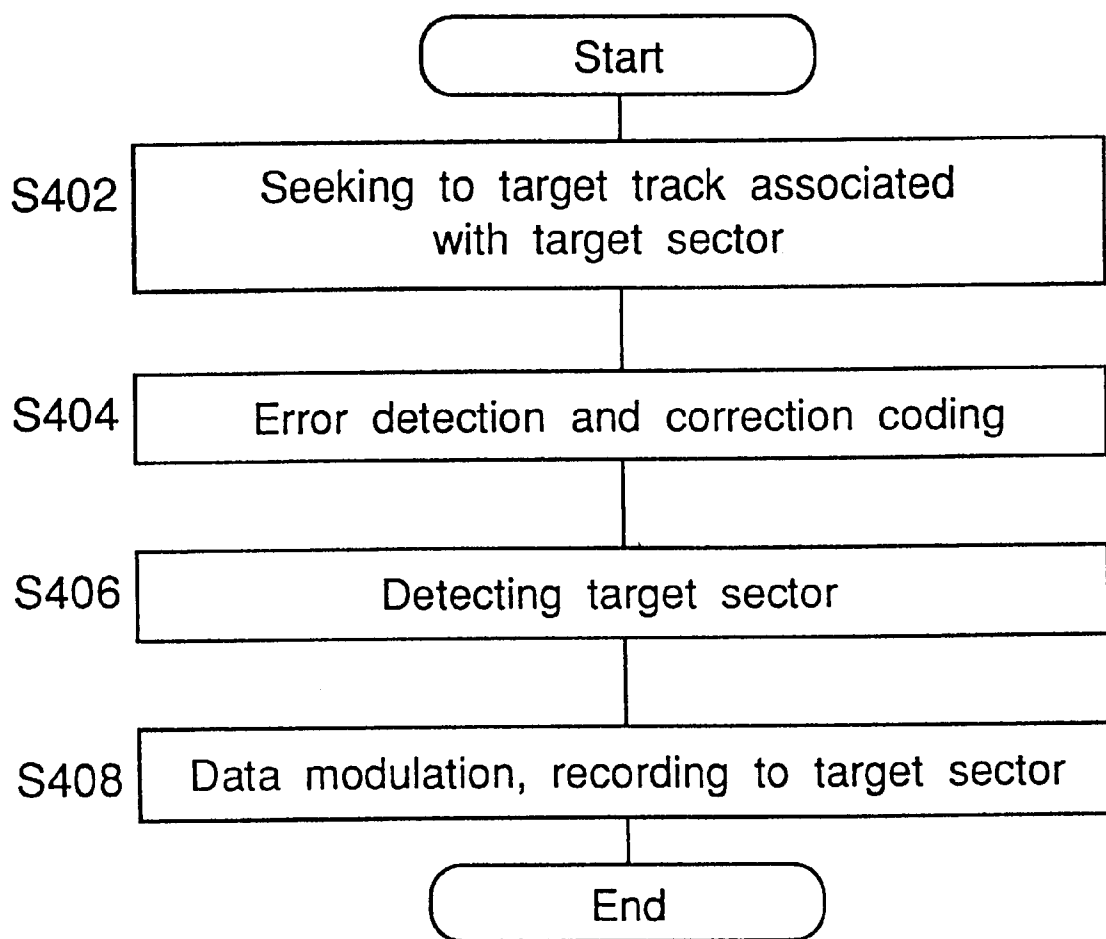 Start
S402
Seeking to target track associated
with target sector
S404
Error detection and correction coding
S406
Detecting target sector
S408
Data modulation, recording to target sector
End